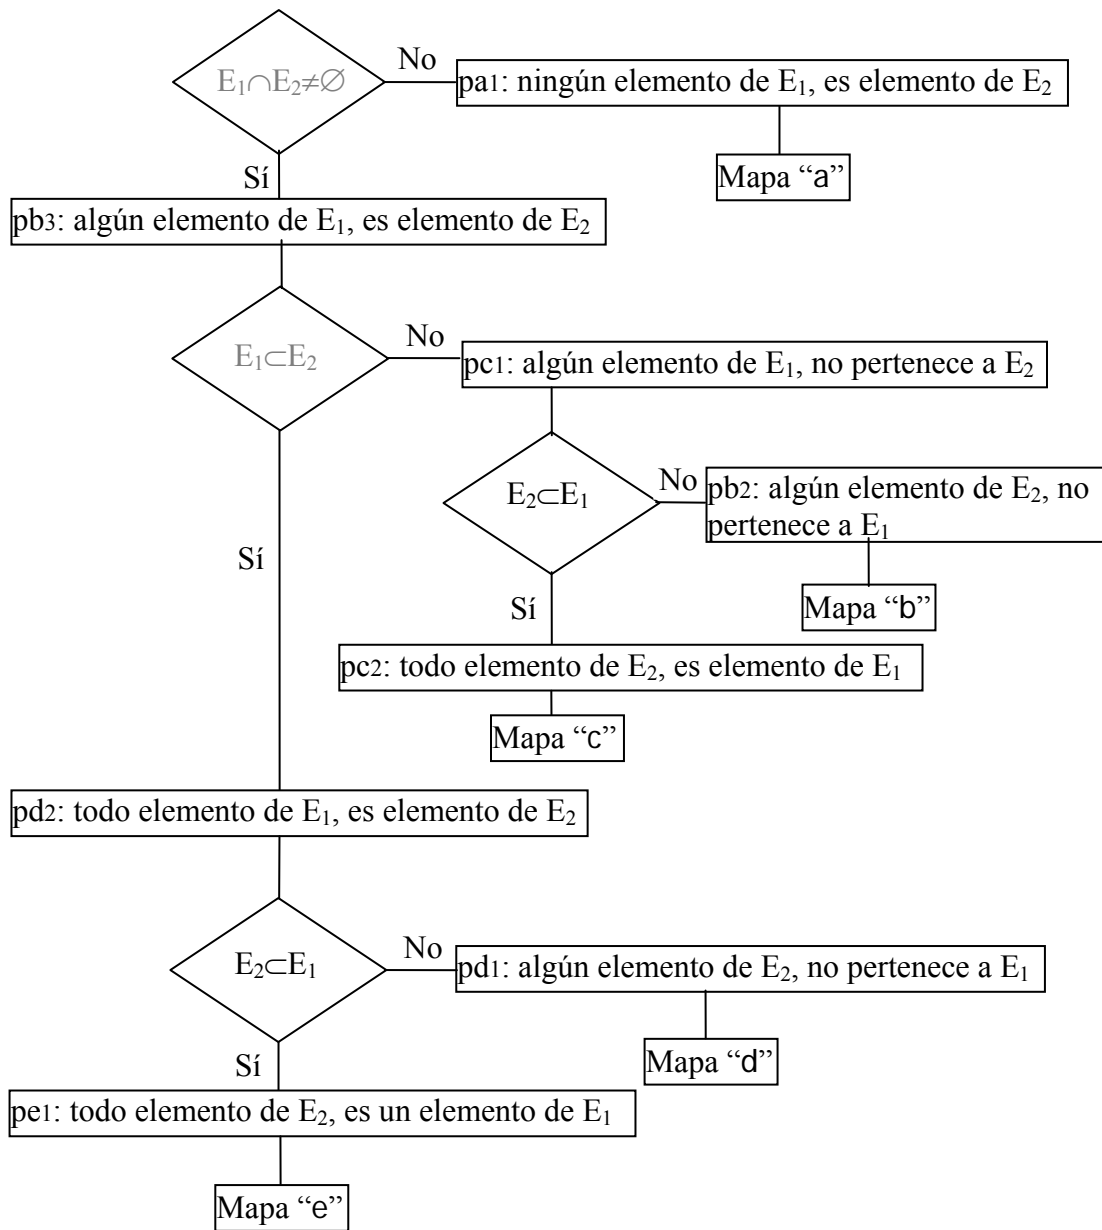 E₁∩E₂≠∅
No
pa1: ningún elemento de E₁, es elemento de E₂
Mapa “a”
Sí
pb3: algún elemento de E₁, es elemento de E₂
E₁⊂E₂
No
pc1: algún elemento de E₁, no pertenece a E₂
E₂⊂E₁
No
pb2: algún elemento de E₂, no
pertenece a E₁
Mapa “b”
Sí
Sí
pc2: todo elemento de E₂, es elemento de E₁
Mapa “c”
pd2: todo elemento de E₁, es elemento de E₂
E₂⊂E₁
No
pd1: algún elemento de E₂, no pertenece a E₁
Mapa “d”
Sí
pe1: todo elemento de E₂, es un elemento de E₁
Mapa “e”